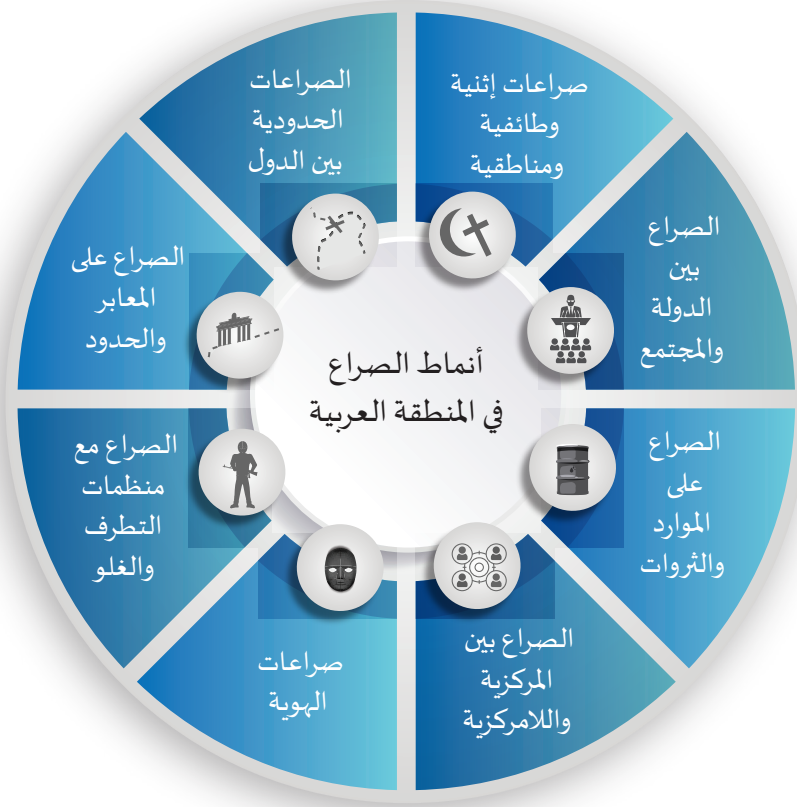 أنماط الصراع
في المنطقة العربية
صراعات إثنية
وطائفية
ومناطقية
الصراع
بين
الدولة
والمجتمع
الصراع
على
الموارد
والثروات
الصراع بين
المركزية
واللامركزية
صراعات
الهوية
الصراع مع
منظمات
التطرف
والغلو
الصراع على
المعابر
والحدود
الصراعات
الحدودية
بين الدول